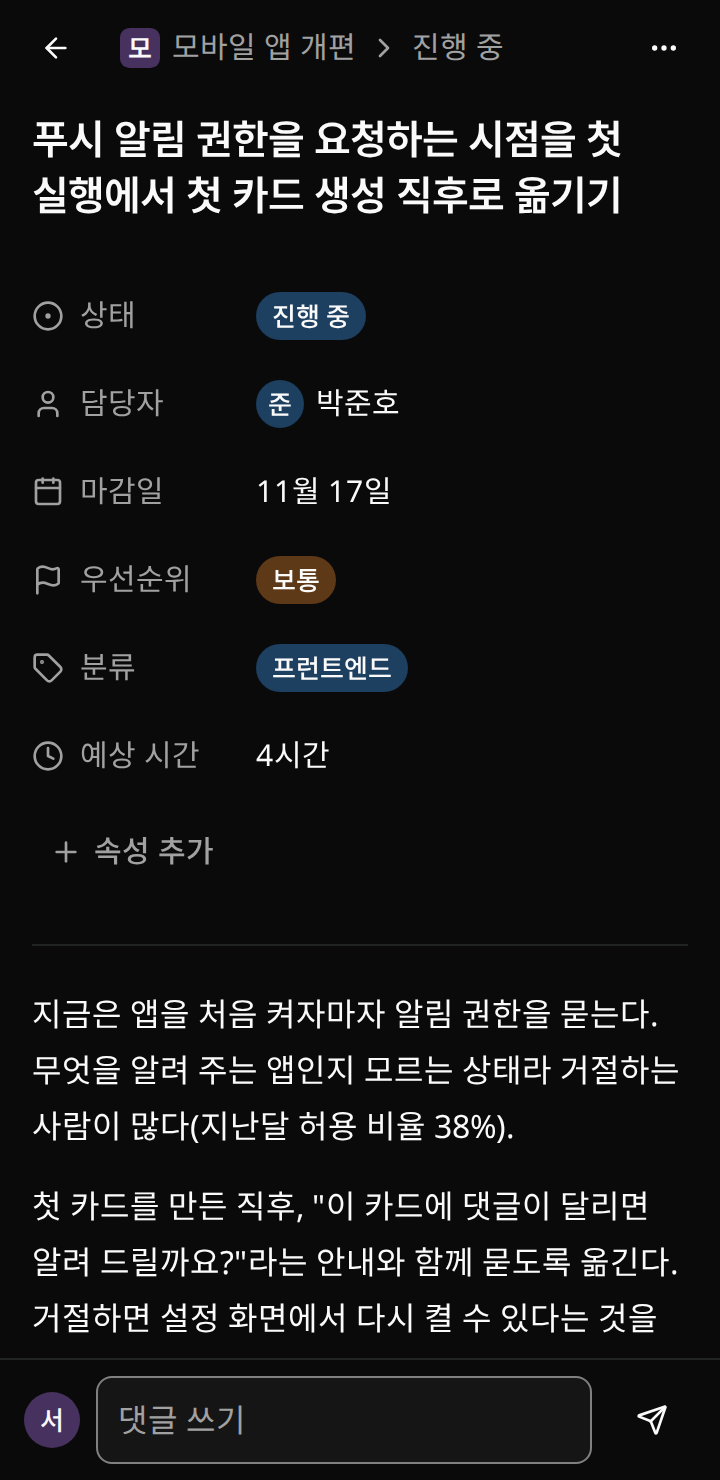 모 모바일 앱 개편 > 진행 중
푸시 알림 권한을 요청하는 시점을 첫
실행에서 첫 카드 생성 직후로 옮기기
상태 진행 중
담당자 준 박준호
마감일 11월 17일
우선순위 보통
분류 프런트엔드
예상 시간 4시간
+ 속성 추가
지금은 앱을 처음 켜자마자 알림 권한을 묻는다.
무엇을 알려 주는 앱인지 모르는 상태라 거절하는
사람이 많다(지난달 허용 비율 38%).
첫 카드를 만든 직후, "이 카드에 댓글이 달리면
알려 드릴까요?"라는 안내와 함께 묻도록 옮긴다.
거절하면 설정 화면에서 다시 켤 수 있다는 것을
서 댓글 쓰기